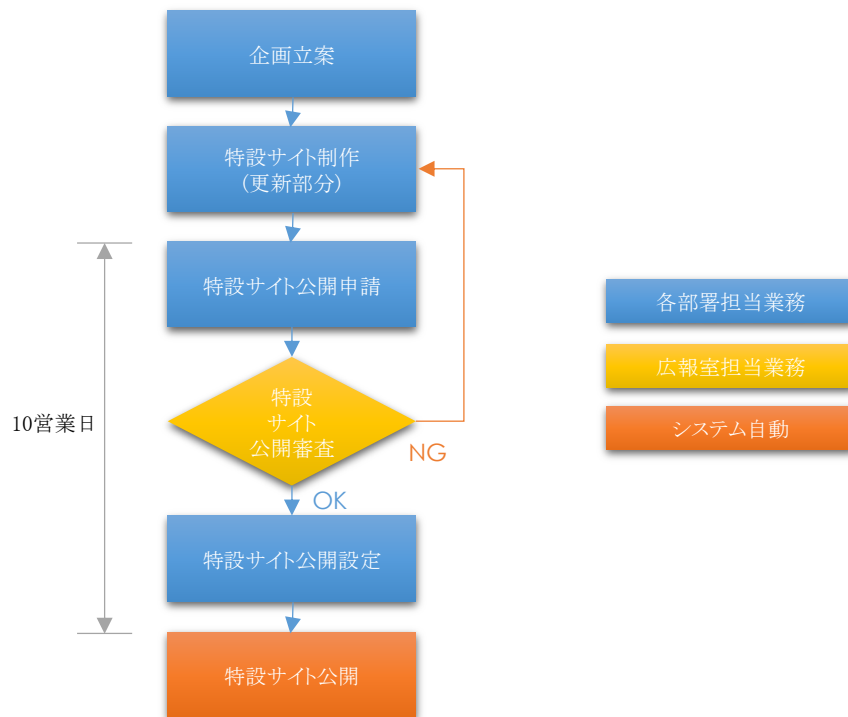 企画立案
特設サイト制作
(更新部分)
特設サイト公開申請
各部署担当業務
広報室担当業務
特設
サイト
公開審査
10営業日
システム自動
NG
OK
特設サイト公開設定
特設サイト公開